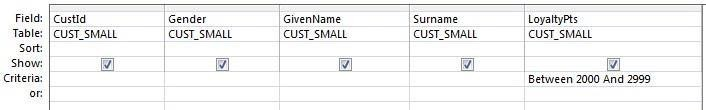 Field: CustId Gender GivenName Surname LoyaltyPts
Table: CUST_SMALL CUST_SMALL CUST_SMALL CUST_SMALL CUST_SMALL
Sort:
Show:
Criteria: Between 2000 And 2999
or: